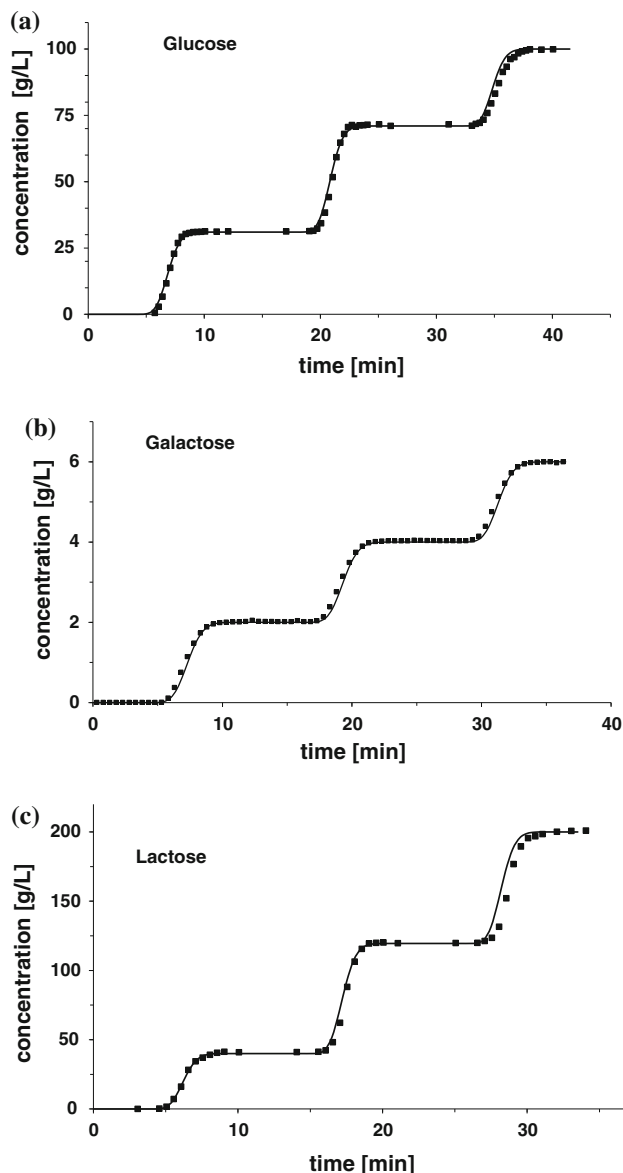 (a)
Glucose
concentration [g/L]
100
75
50
25
0
0 10 20 30 40
time [min]
(b)
Galactose
concentration [g/L]
6
4
2
0
0 10 20 30 40
time [min]
(c)
Lactose
concentration [g/L]
200
150
100
50
0
0 10 20 30
time [min]